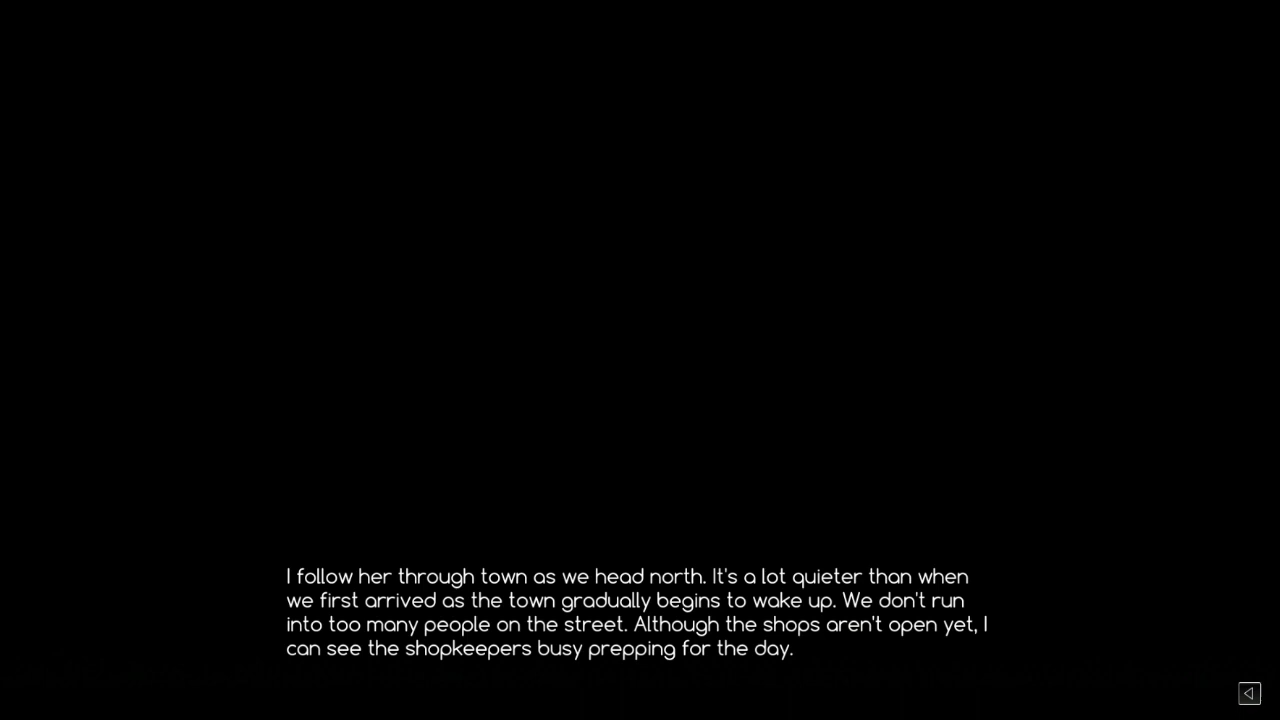 I follow her through town as we head north. It's a lot quieter than when
we first arrived as the town gradually begins to wake up. We don't run
into too many people on the street. Although the shops aren't open yet, I
can see the shopkeepers busy prepping for the day.